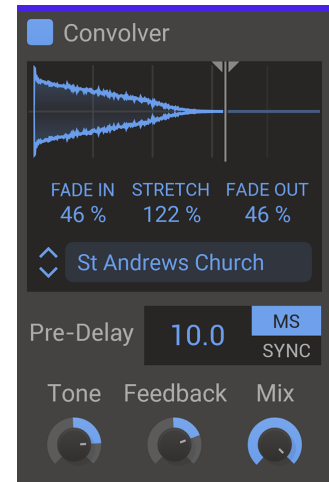 Convolver
FADE IN STRETCH FADE OUT
46 % 122 % 46 %
St Andrews Church
Pre-Delay 10.0 MS
SYNC
Tone Feedback Mix